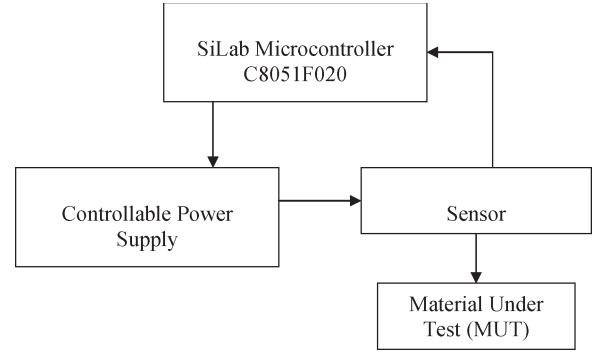 SiLab Microcontroller
C8051F020
Controllable Power
Supply
Sensor
Material Under
Test (MUT)